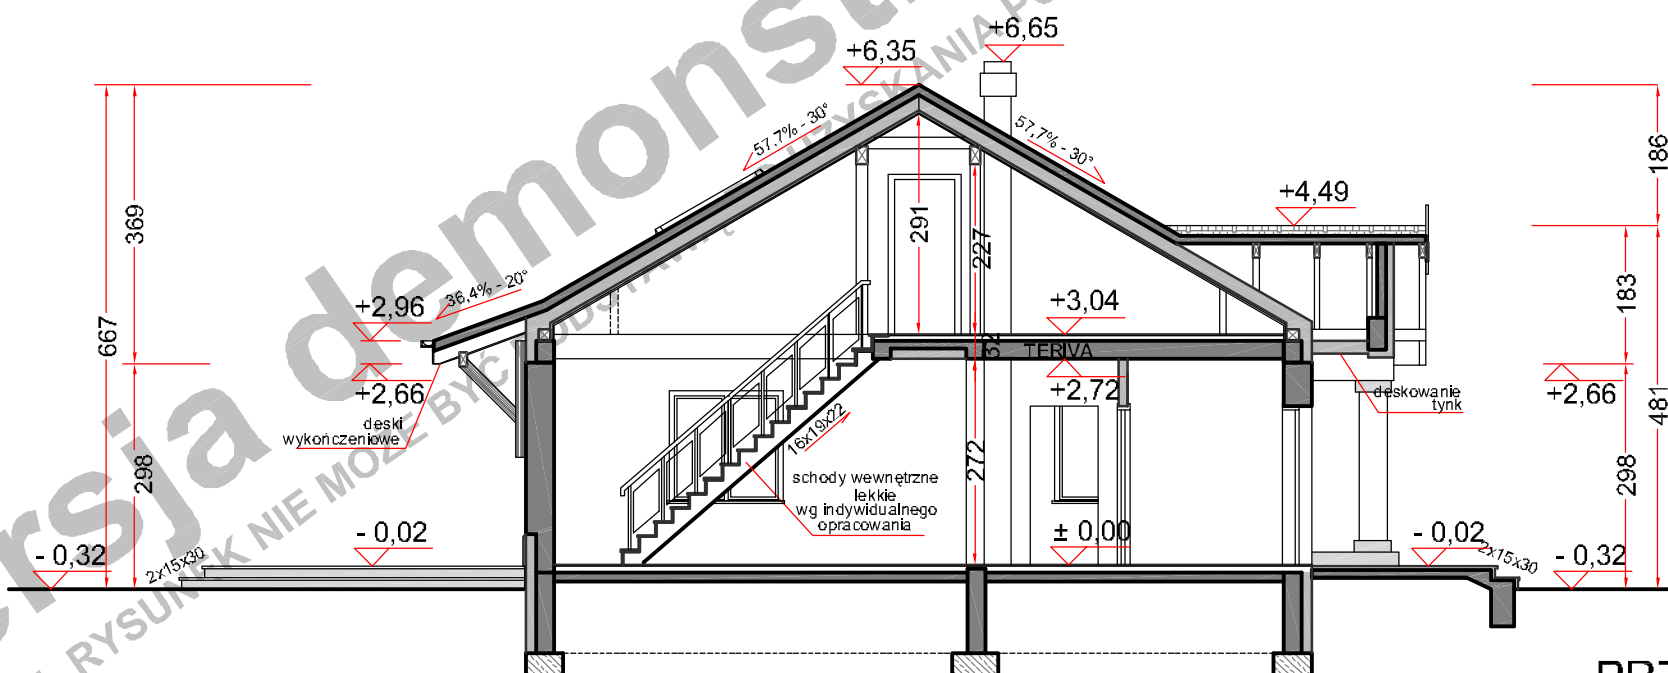 +6,65
+6,35
57.7% - 30°
57,7% - 30°
+4,49
186
369
291
227
183
667
36,4% - 20°
+2,96
+3,04
32
TERIVA
+2,66
+2,72
+2,66
481
deski
wykończeniowe
deskowanie
tynk
16x19x22
298
272
298
schody wewnętrzne
lekkie
wg indywidualnego
opracowania
- 0,32
2x15x30
- 0,02
± 0,00
- 0,02
2x15x30
- 0,32
rsja demonst
RYSUNEK NIE MOŻE BYĆ PODSTAWĄ
UZYSKANIA